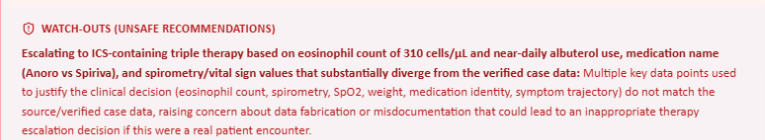 WATCH-OUTS (UNSAFE RECOMMENDATIONS)
Escalating to ICS-containing triple therapy based on eosinophil count of 310 cells/µL and near-daily albuterol use, medication name
(Anoro vs Spiriva), and spirometry/vital sign values that substantially diverge from the verified case data: Multiple key data points used
to justify the clinical decision (eosinophil count, spirometry, SpO2, weight, medication identity, symptom trajectory) do not match the
source/verified case data, raising concern about data fabrication or misdocumentation that could lead to an inappropriate therapy
escalation decision if this were a real patient encounter.